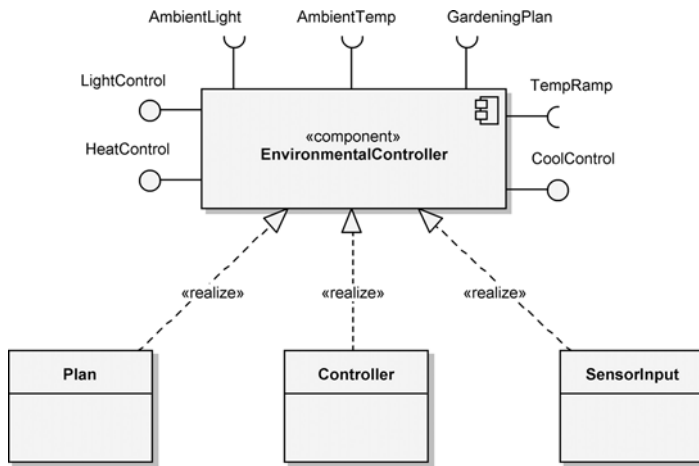 AmbientLight
AmbientTemp
GardeningPlan
LightControl
TempRamp
«component»
EnvironmentalController
HeatControl
CoolControl
«realize»
«realize»
«realize»
Plan
Controller
SensorInput